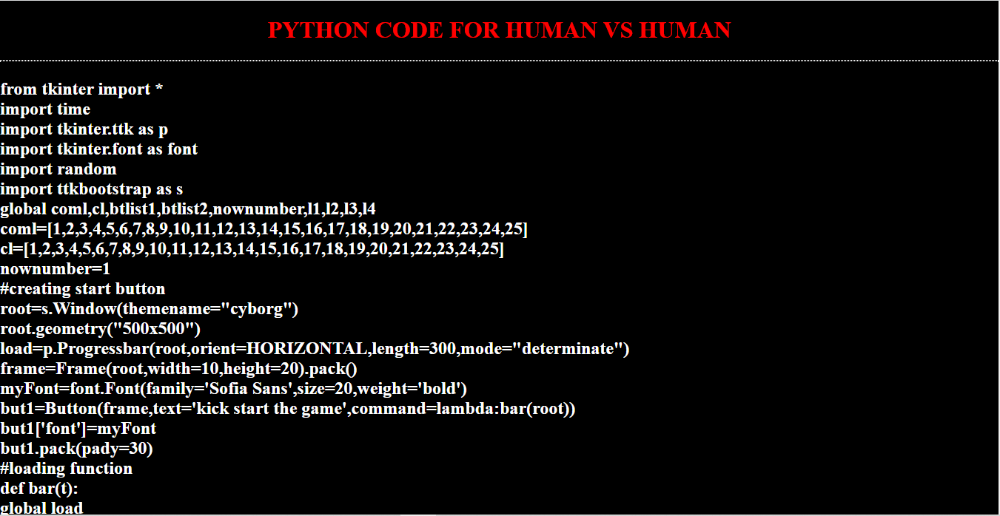 PYTHON CODE FOR HUMAN VS HUMAN
from tkinter import *
import time
import tkinter.ttk as p
import tkinter.font as font
import random
import ttkbootstrap as s
global coml,cl,btlist1,btlist2,nownumber,l1,l2,l3,l4
coml=[1,2,3,4,5,6,7,8,9,10,11,12,13,14,15,16,17,18,19,20,21,22,23,24,25]
cl=[1,2,3,4,5,6,7,8,9,10,11,12,13,14,15,16,17,18,19,20,21,22,23,24,25]
nownumber=1
#creating start button
root=s.Window(themename="cyborg")
root.geometry("500x500")
load=p.Progressbar(root,orient=HORIZONTAL,length=300,mode="determinate")
frame=Frame(root,width=10,height=20).pack()
myFont=font.Font(family='Sofia Sans',size=20,weight='bold')
but1=Button(frame,text='kick start the game',command=lambda:bar(root))
but1['font']=myFont
but1.pack(pady=30)
#loading function
def bar(t):
global load